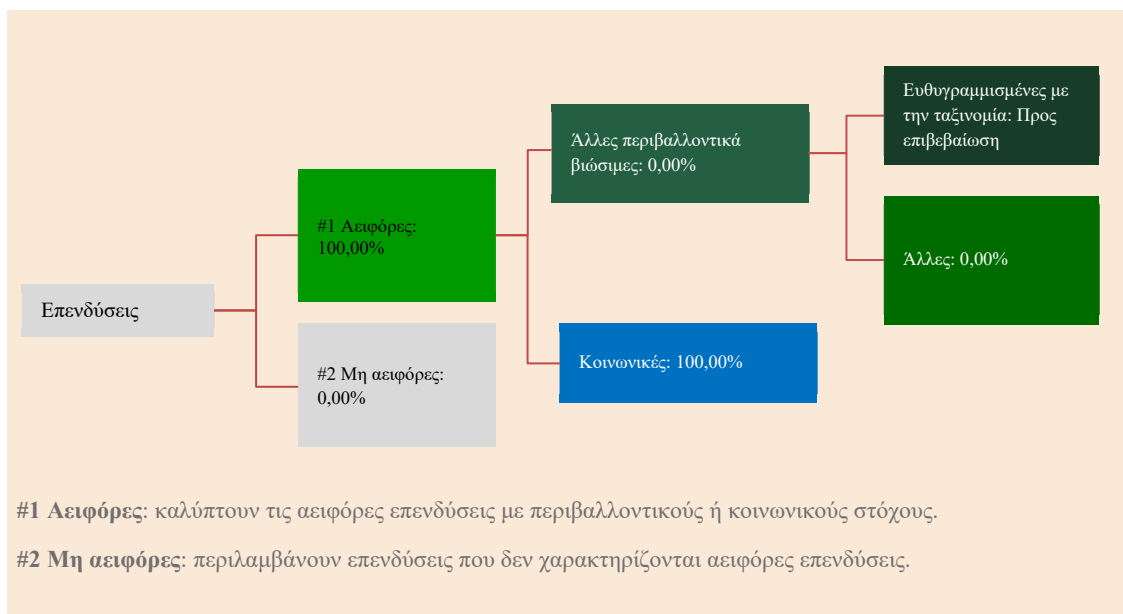 Ευθυγραμμισμένες με
την ταξινομία: Προς
επιβεβαίωση
Άλλες περιβαλλοντικά
βιώσιμες: 0,00%
#1 Αειφόρες:
100,00%
Άλλες: 0,00%
Επενδύσεις
#2 Μη αειφόρες:
0,00%
Κοινωνικές: 100,00%
#1 Αειφόρες: καλύπτουν τις αειφόρες επενδύσεις με περιβαλλοντικούς ή κοινωνικούς στόχους.
#2 Μη αειφόρες: περιλαμβάνουν επενδύσεις που δεν χαρακτηρίζονται αειφόρες επενδύσεις.